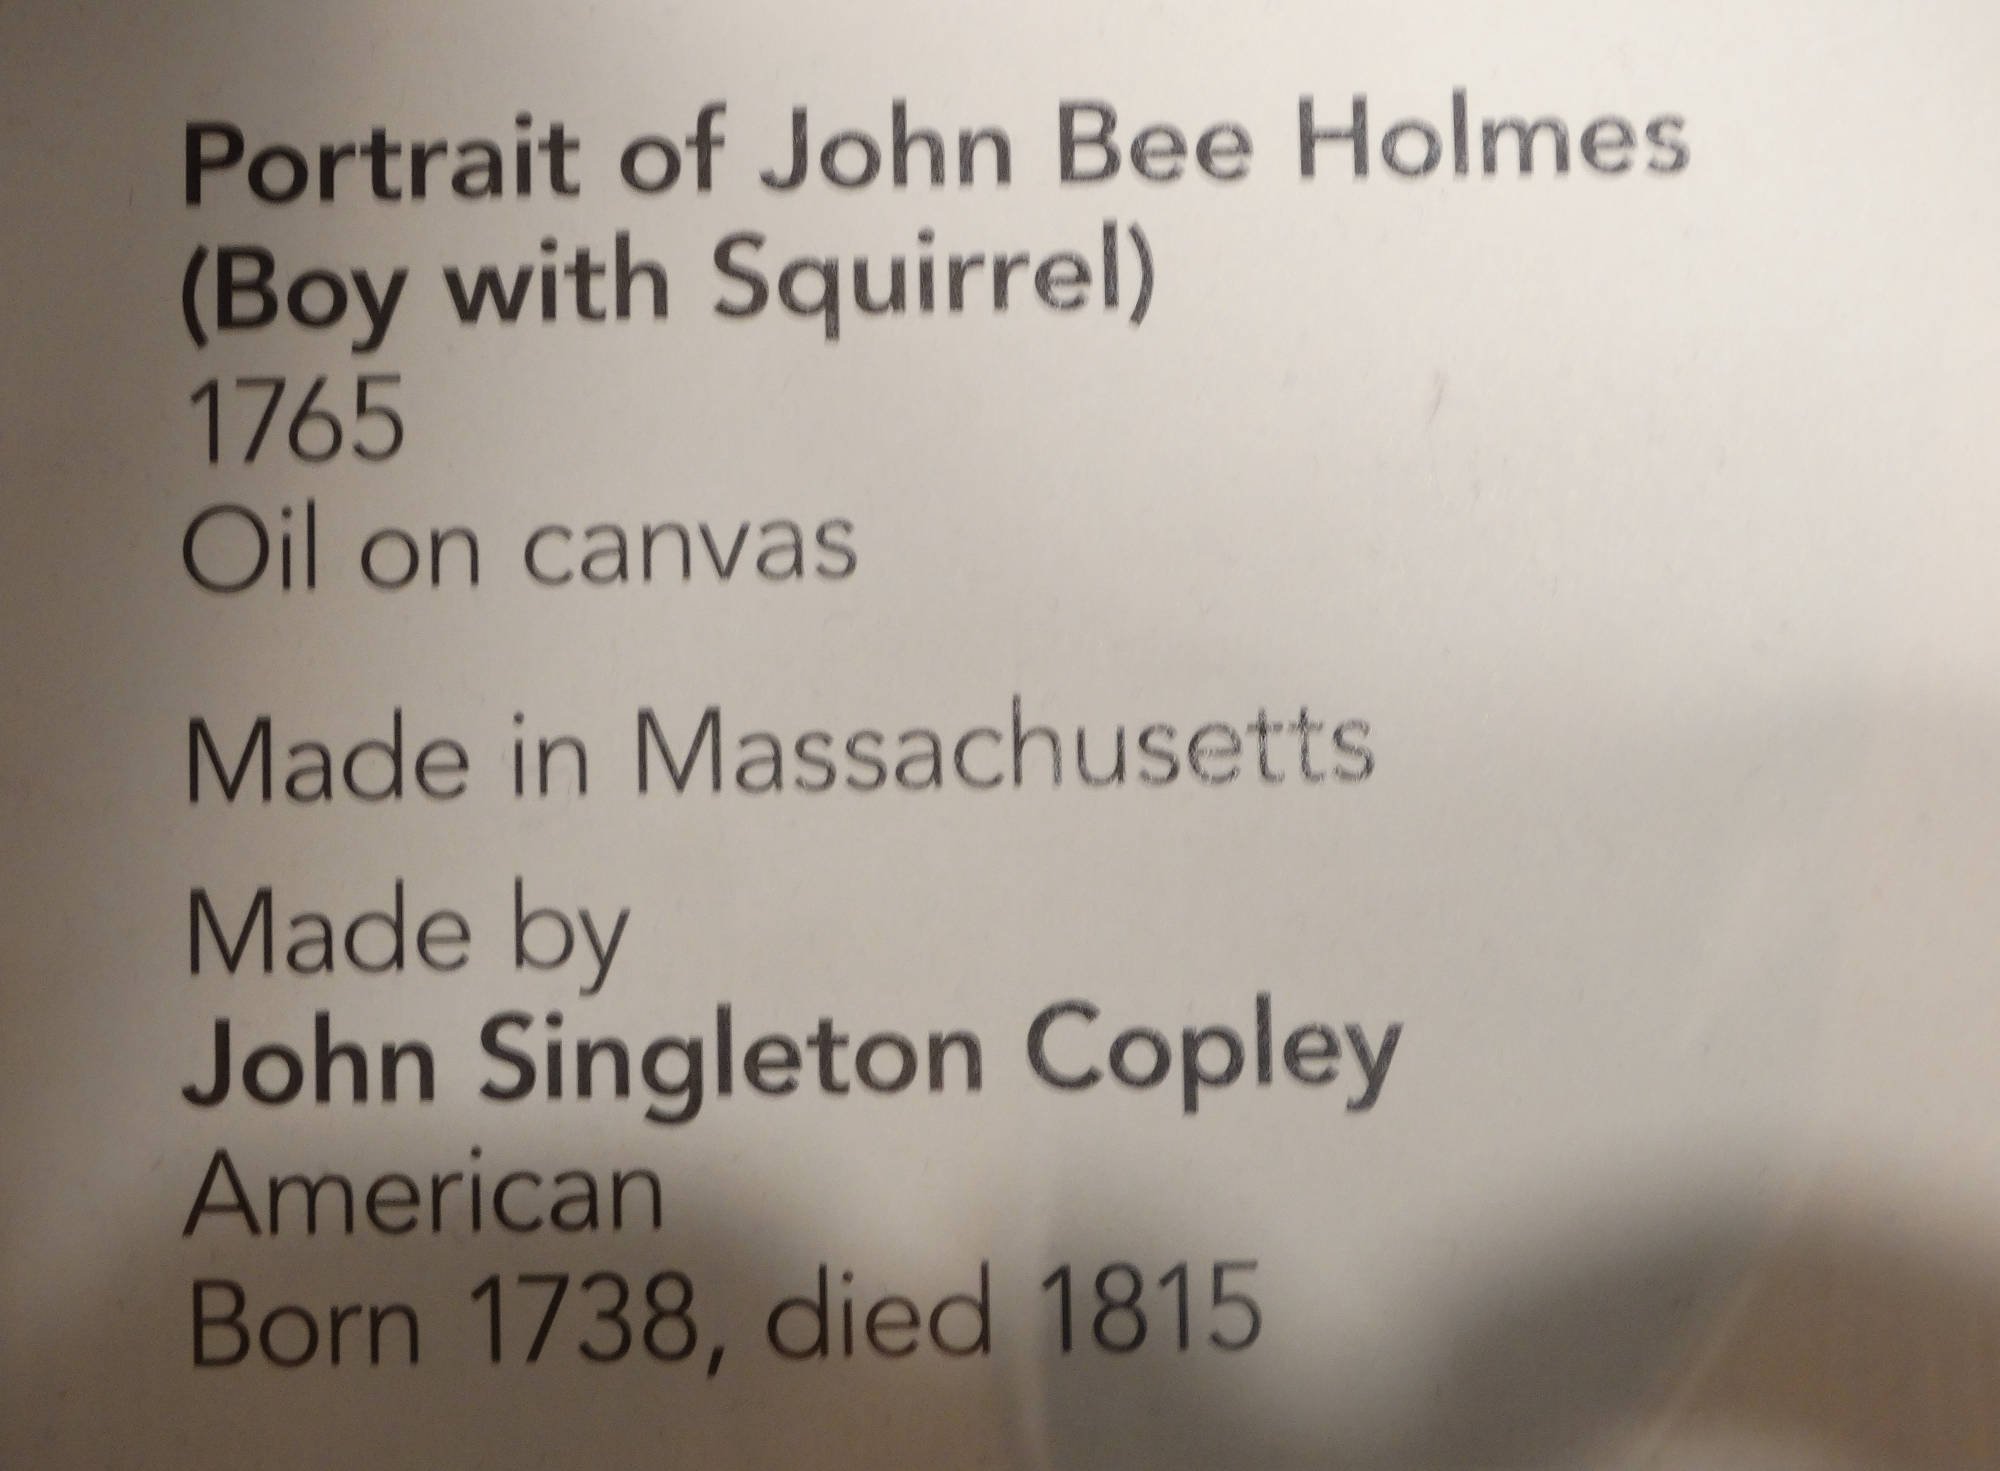 Portrait of John Bee Holmes
(Boy with Squirrel)
1765
Oil on canvas
Made in Massachusetts
Made by
John Singleton Copley
American
Born 1738, died 1815